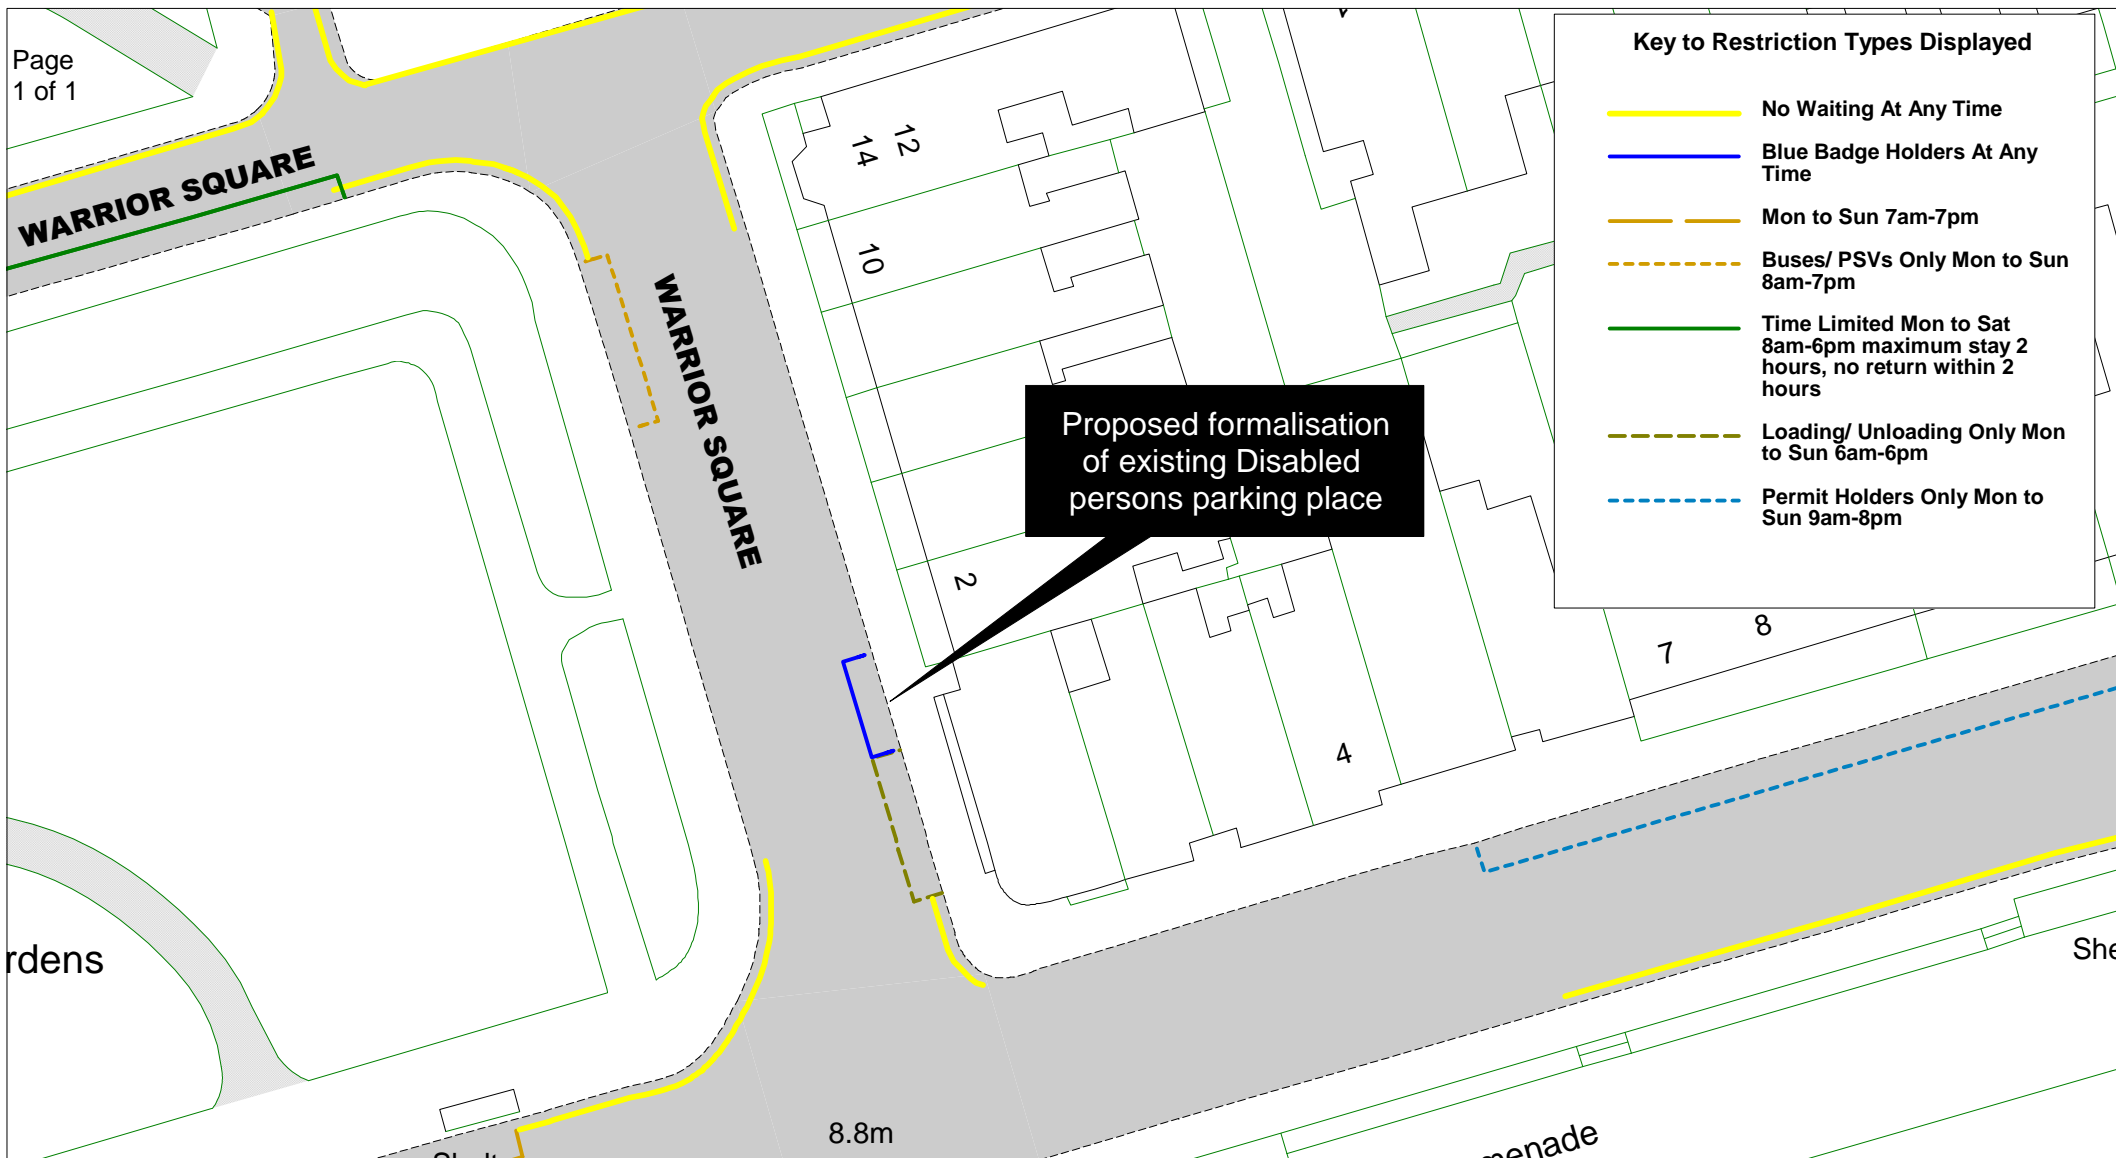 Page
1 of 1
WARRIOR SQUARE
WARRIOR SQUARE
14
12
10
2
4
7
8
Proposed formalisation
of existing Disabled
persons parking place
Key to Restriction Types Displayed
No Waiting At Any Time
Blue Badge Holders At Any
Time
Mon to Sun 7am-7pm
Buses/ PSVs Only Mon to Sun
8am-7pm
Time Limited Mon to Sat
8am-6pm maximum stay 2
hours, no return within 2
hours
Loading/ Unloading Only Mon
to Sun 6am-6pm
Permit Holders Only Mon to
Sun 9am-8pm
rdens
She
8.8m
menade